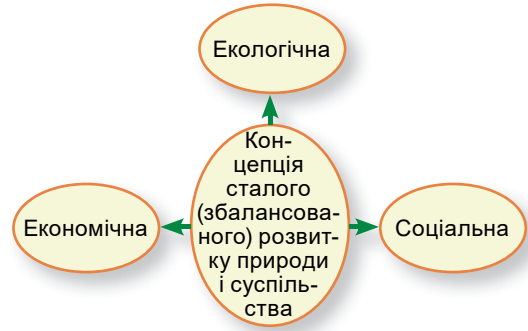 Екологічна
Кон-
цепція
сталого
(збалансова-
ного) розвит-
ку природи
і суспіль-
ства
Економічна
Соціальна